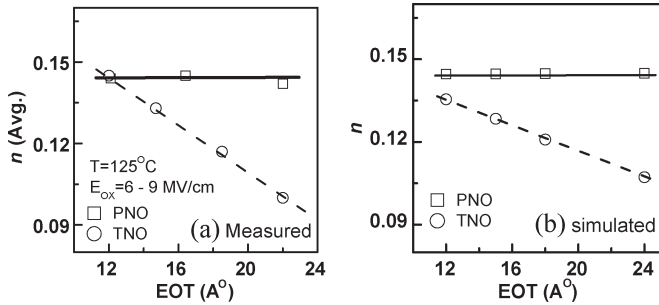 n (Avg.)
0.15
0.12
0.09
T=125°C
E_OX=6 - 9 MV/cm
PNO
TNO
(a) Measured
12 16 20 24
EOT (A°)
n
0.15
0.12
0.09
PNO
TNO
(b) simulated
12 16 20 24
EOT (A°)